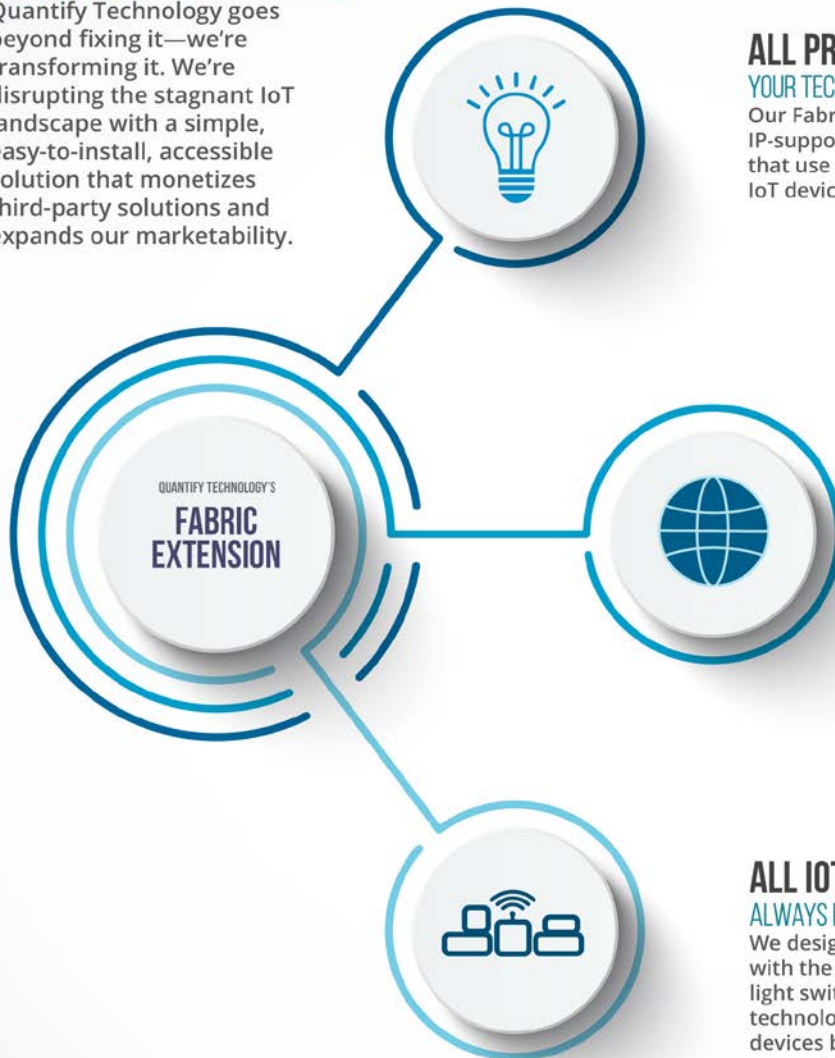 Quantify Technology goes
beyond fixing it—we're
transforming it. We're
disrupting the stagnant IoT
landscape with a simple,
easy-to-install, accessible
solution that monetizes
third-party solutions and
expands our marketability.
ALL PR
YOUR TEC
Our Fabr
IP-suppo
that use
IoT devic
QUANTIFY TECHNOLOGY'S
FABRIC
EXTENSION
ALL IOT
ALWAYS
We desig
with the
light swit
technolo
devices b